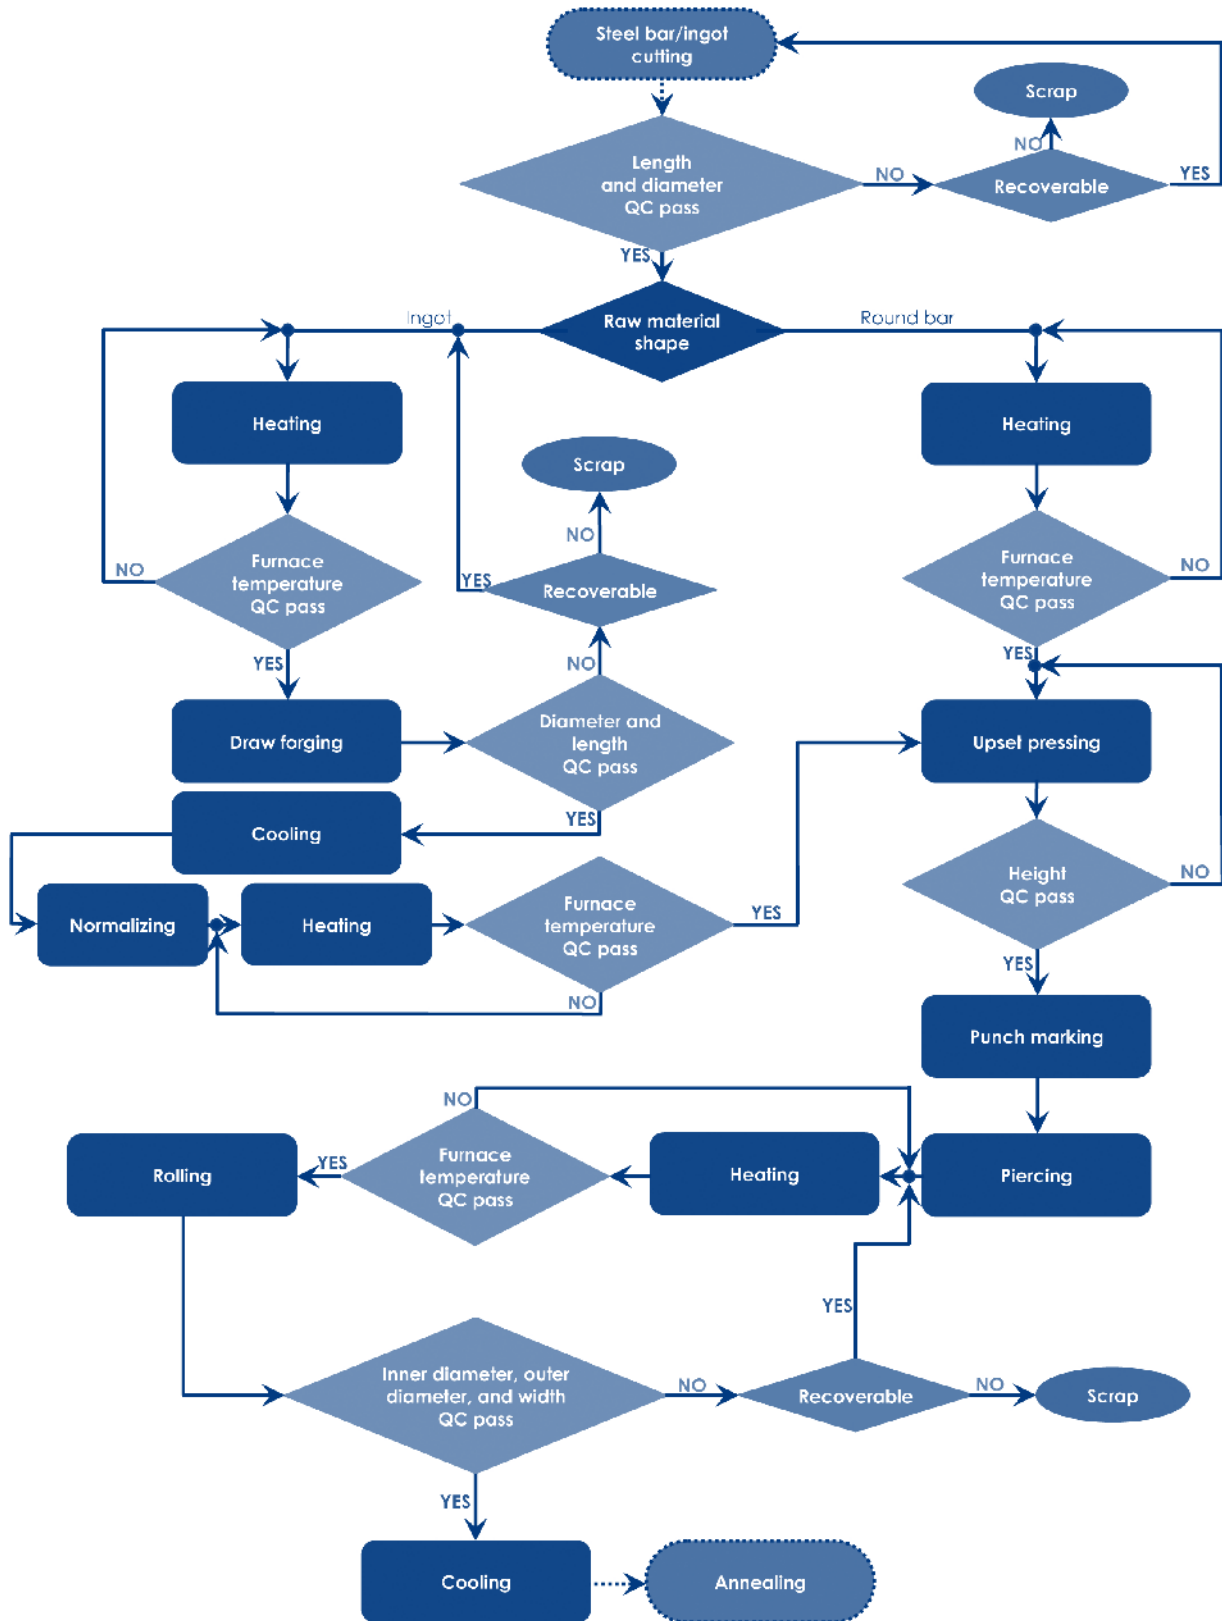 Steel bar/ingot
cutting
Scrap
NO
Length
and diameter
QC pass
NO
Recoverable
YES
YES
Ingot
Raw material
shape
Round bar
Heating
Heating
Scrap
NO
Furnace
temperature
QC pass
NO
YES
Recoverable
Furnace
temperature
QC pass
NO
YES
NO
YES
Draw forging
Diameter and
length
QC pass
Upset pressing
YES
Cooling
Height
QC pass
NO
Normalizing
Heating
Furnace
temperature
QC pass
YES
YES
NO
Punch marking
NO
Rolling
YES
Furnace
temperature
QC pass
Heating
Piercing
YES
Inner diameter, outer
diameter, and width
QC pass
NO
Recoverable
NO
Scrap
YES
Cooling
Annealing